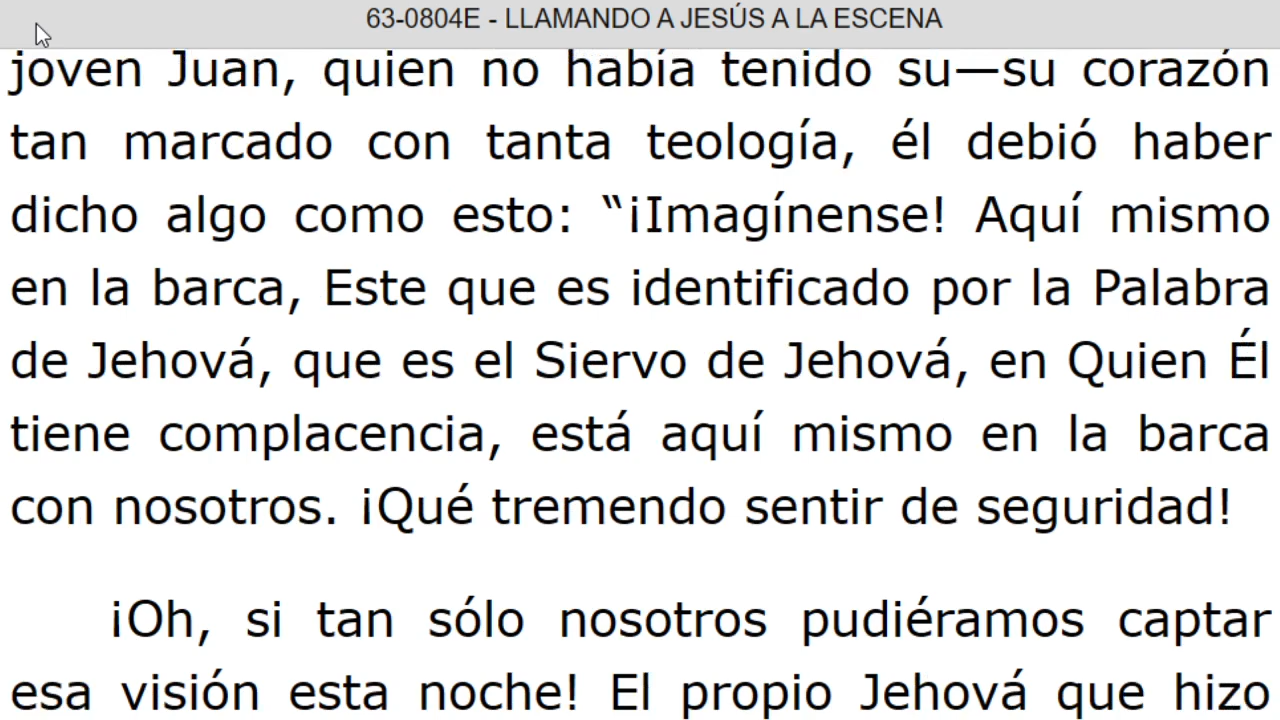 63-0804E - LLAMANDO A JESÚS A LA ESCENA
joven Juan, quien no había tenido su—su corazón
tan marcado con tanta teología, él debió haber
dicho algo como esto: “¡Imagínense! Aquí mismo
en la barca, Este que es identificado por la Palabra
de Jehová, que es el Siervo de Jehová, en Quien Él
tiene complacencia, está aquí mismo en la barca
con nosotros. ¡Qué tremendo sentir de seguridad!
¡Oh, si tan sólo nosotros pudiéramos captar
esa visión esta noche! El propio Jehová que hizo